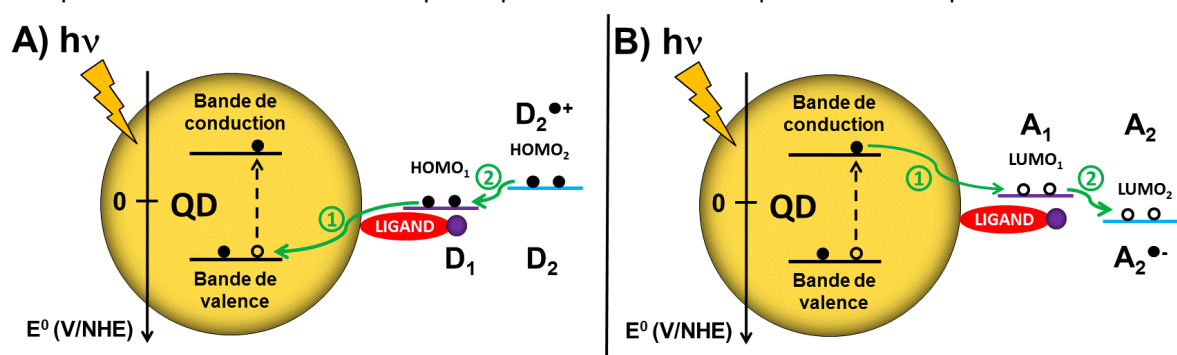 A) hν
Bande de
conduction
D₂●+
HOMO₂
HOMO₁
②
0
QD
①
LIGAND
D₁
D₂
Bande de
valence
E⁰ (V/NHE)
B) hν
Bande de
conduction
A₁
A₂
LUMO₁
①
②
LUMO₂
0
QD
LIGAND
A₂●-
Bande de
valence
E⁰ (V/NHE)